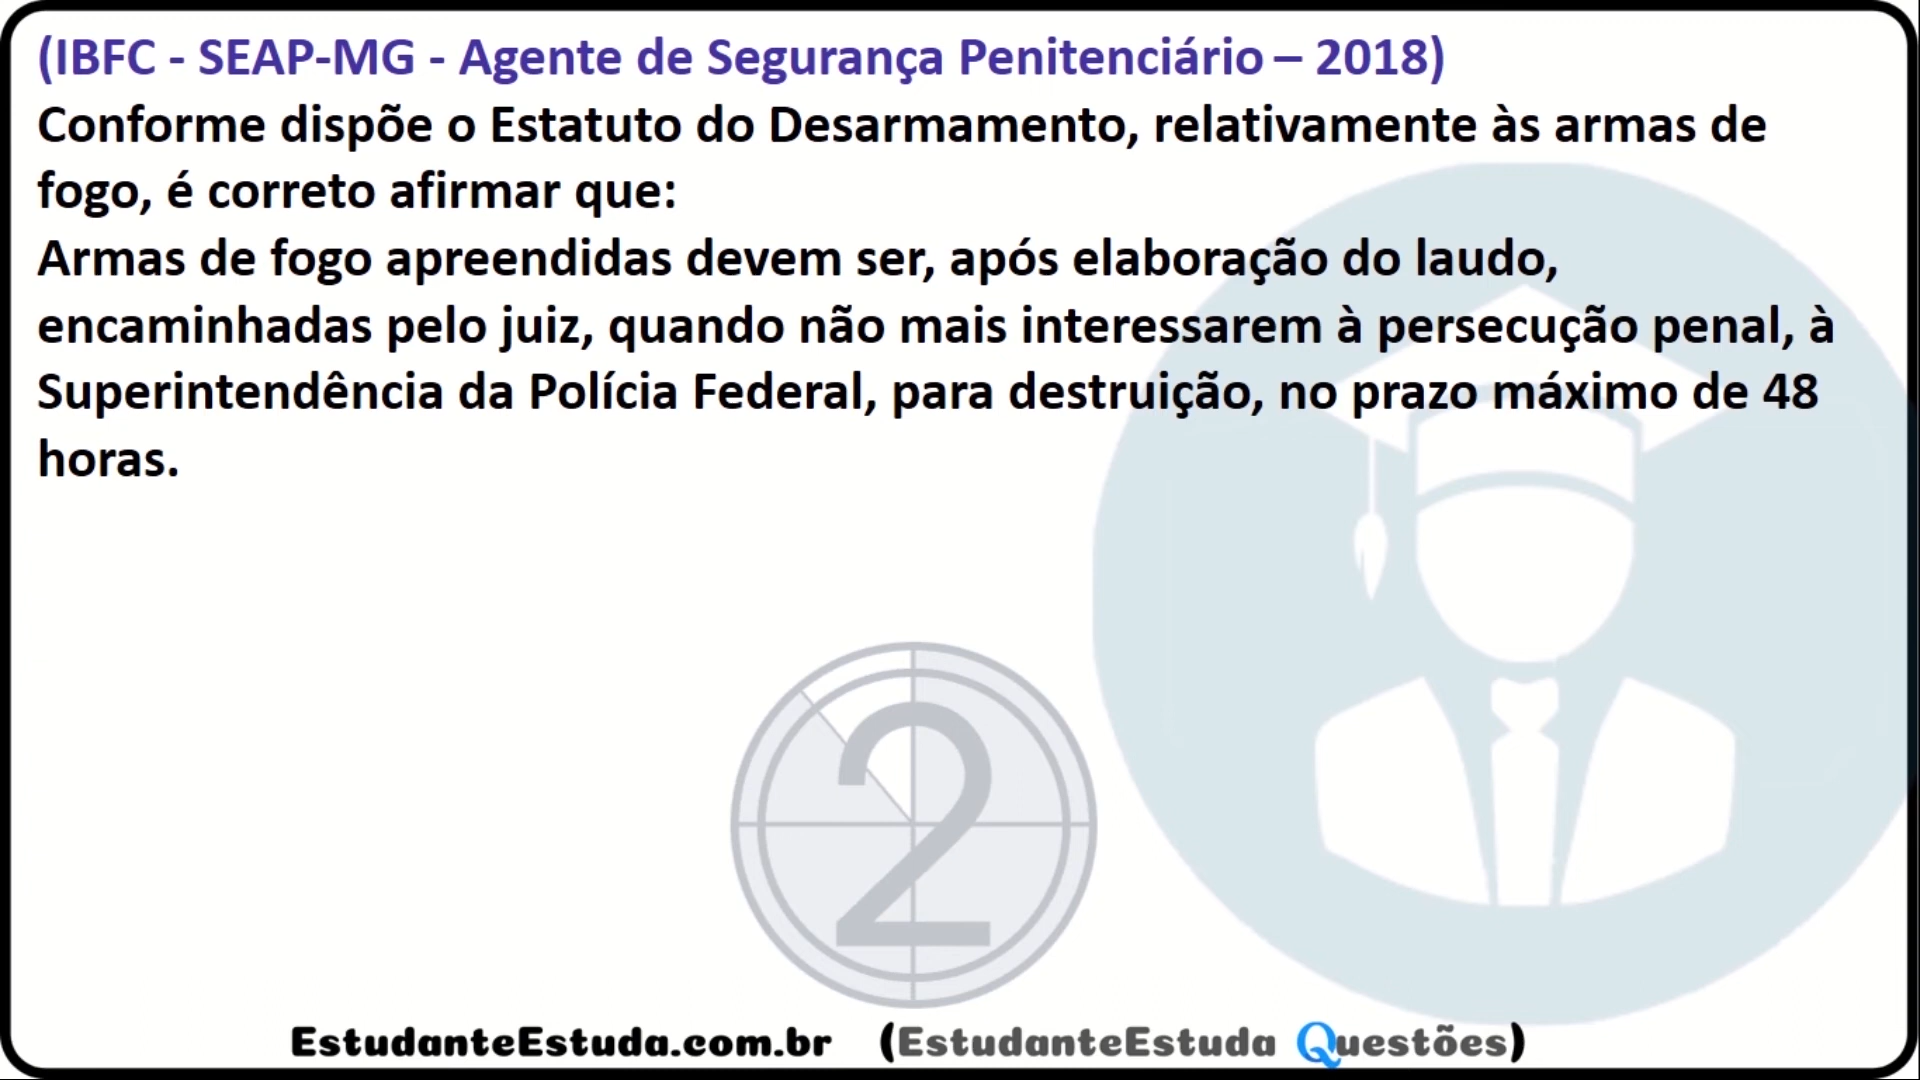 (IBFC - SEAP-MG - Agente de Segurança Penitenciário – 2018)
Conforme dispõe o Estatuto do Desarmamento, relativamente às armas de
fogo, é correto afirmar que:
Armas de fogo apreendidas devem ser, após elaboração do laudo,
encaminhadas pelo juiz, quando não mais interessarem à persecução penal, à
Superintendência da Polícia Federal, para destruição, no prazo máximo de 48
horas.
2
EstudanteEstuda.com.br (EstudanteEstuda Questões)